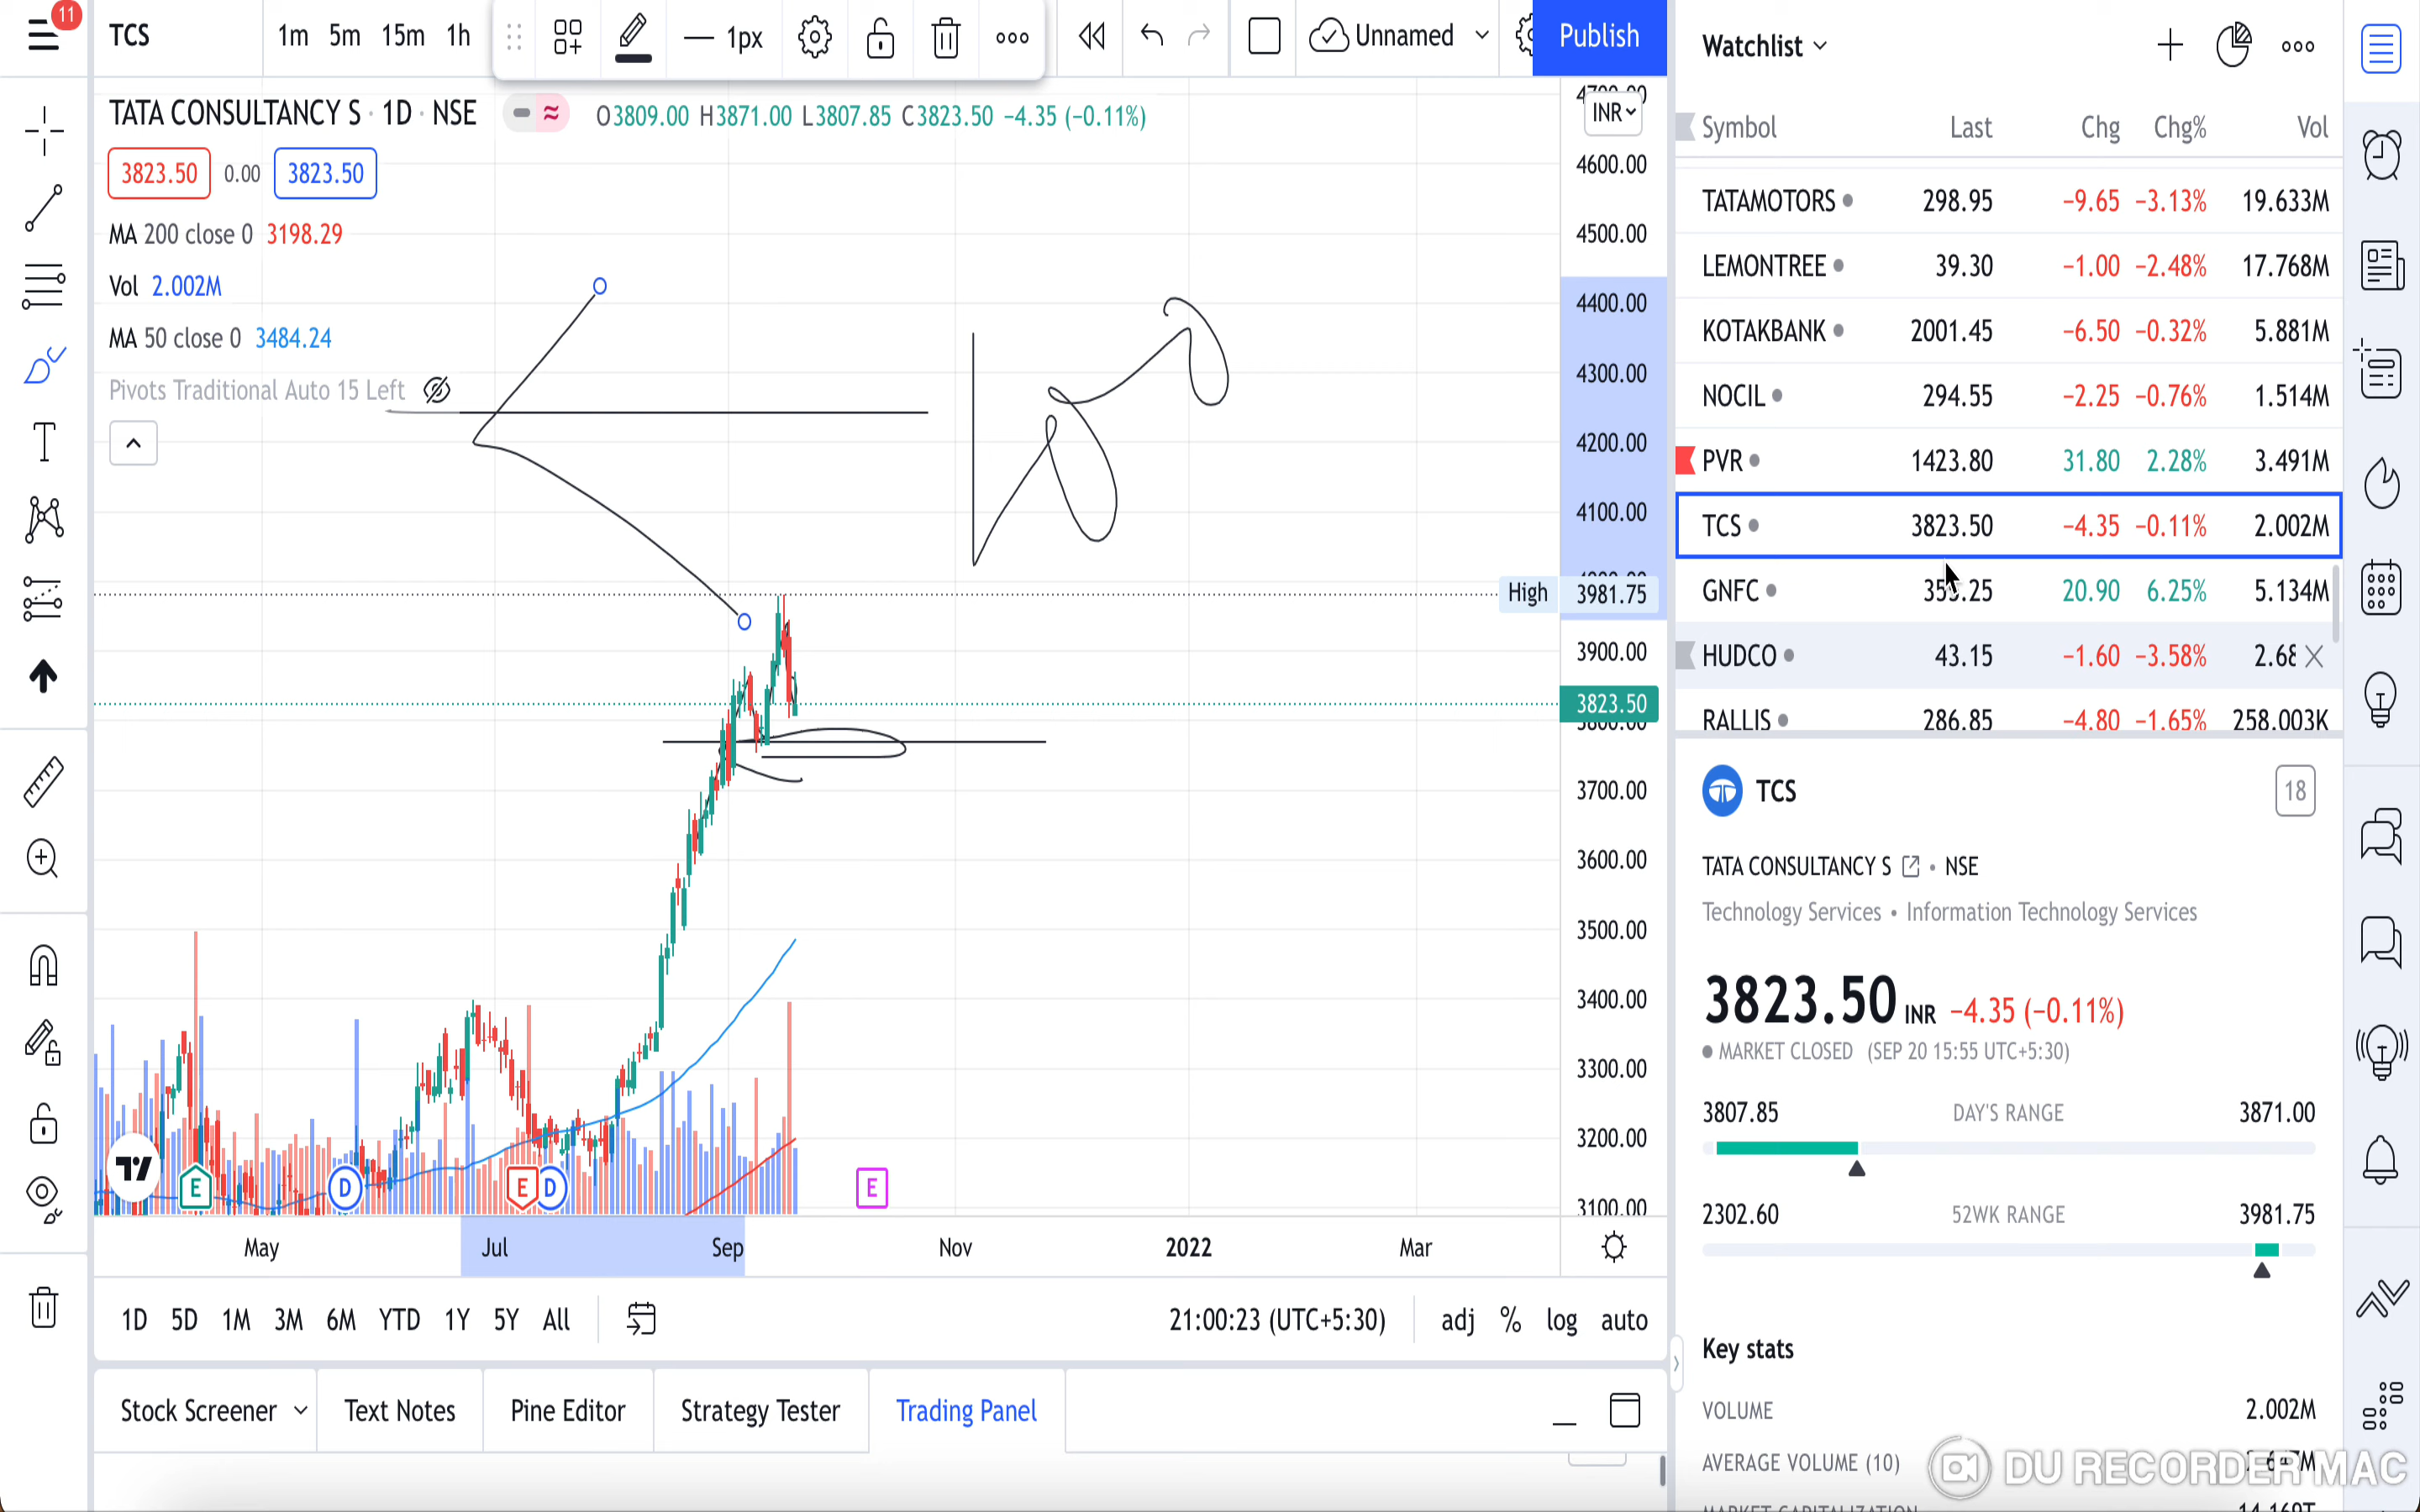 11
TCS 1m 5m 15m 1h 1px Unnamed Publish
TATA CONSULTANCY S · 1D · NSE O3809.00 H3871.00 L3807.85 C3823.50 −4.35 (−0.11%)
3823.50 0.00 3823.50
MA 200 close 0 3198.29
Vol 2.002M
MA 50 close 0 3484.24
Pivots Traditional Auto 15 Left
INR
4600.00
4500.00
4400.00
4300.00
4200.00
4100.00
High 3981.75
3900.00
3823.50
3800.00
3700.00
3600.00
3500.00
3400.00
3300.00
3200.00
3100.00
E D E D E
May Jul Sep Nov 2022 Mar
1D 5D 1M 3M 6M YTD 1Y 5Y All 21:00:23 (UTC+5:30) adj % log auto
Stock Screener Text Notes Pine Editor Strategy Tester Trading Panel
Watchlist
Symbol Last Chg Chg% Vol
TATAMOTORS 298.95 −9.65 −3.13% 19.633M
LEMONTREE 39.30 −1.00 −2.48% 17.768M
KOTAKBANK 2001.45 −6.50 −0.32% 5.881M
NOCIL 294.55 −2.25 −0.76% 1.514M
PVR 1423.80 31.80 2.28% 3.491M
TCS 3823.50 −4.35 −0.11% 2.002M
GNFC 20.90 6.25% 5.134M
HUDCO 43.15 −1.60 −3.58% 2.68
RALLIS 286.85 −4.80 −1.65% 258.003K
TCS 18
TATA CONSULTANCY S • NSE
Technology Services • Information Technology Services
3823.50 INR −4.35 (−0.11%)
MARKET CLOSED (SEP 20 15:55 UTC+5:30)
3807.85 DAY'S RANGE 3871.00
2302.60 52WK RANGE 3981.75
Key stats
VOLUME 2.002M
AVERAGE VOLUME (10)
DU RECORDER MAC